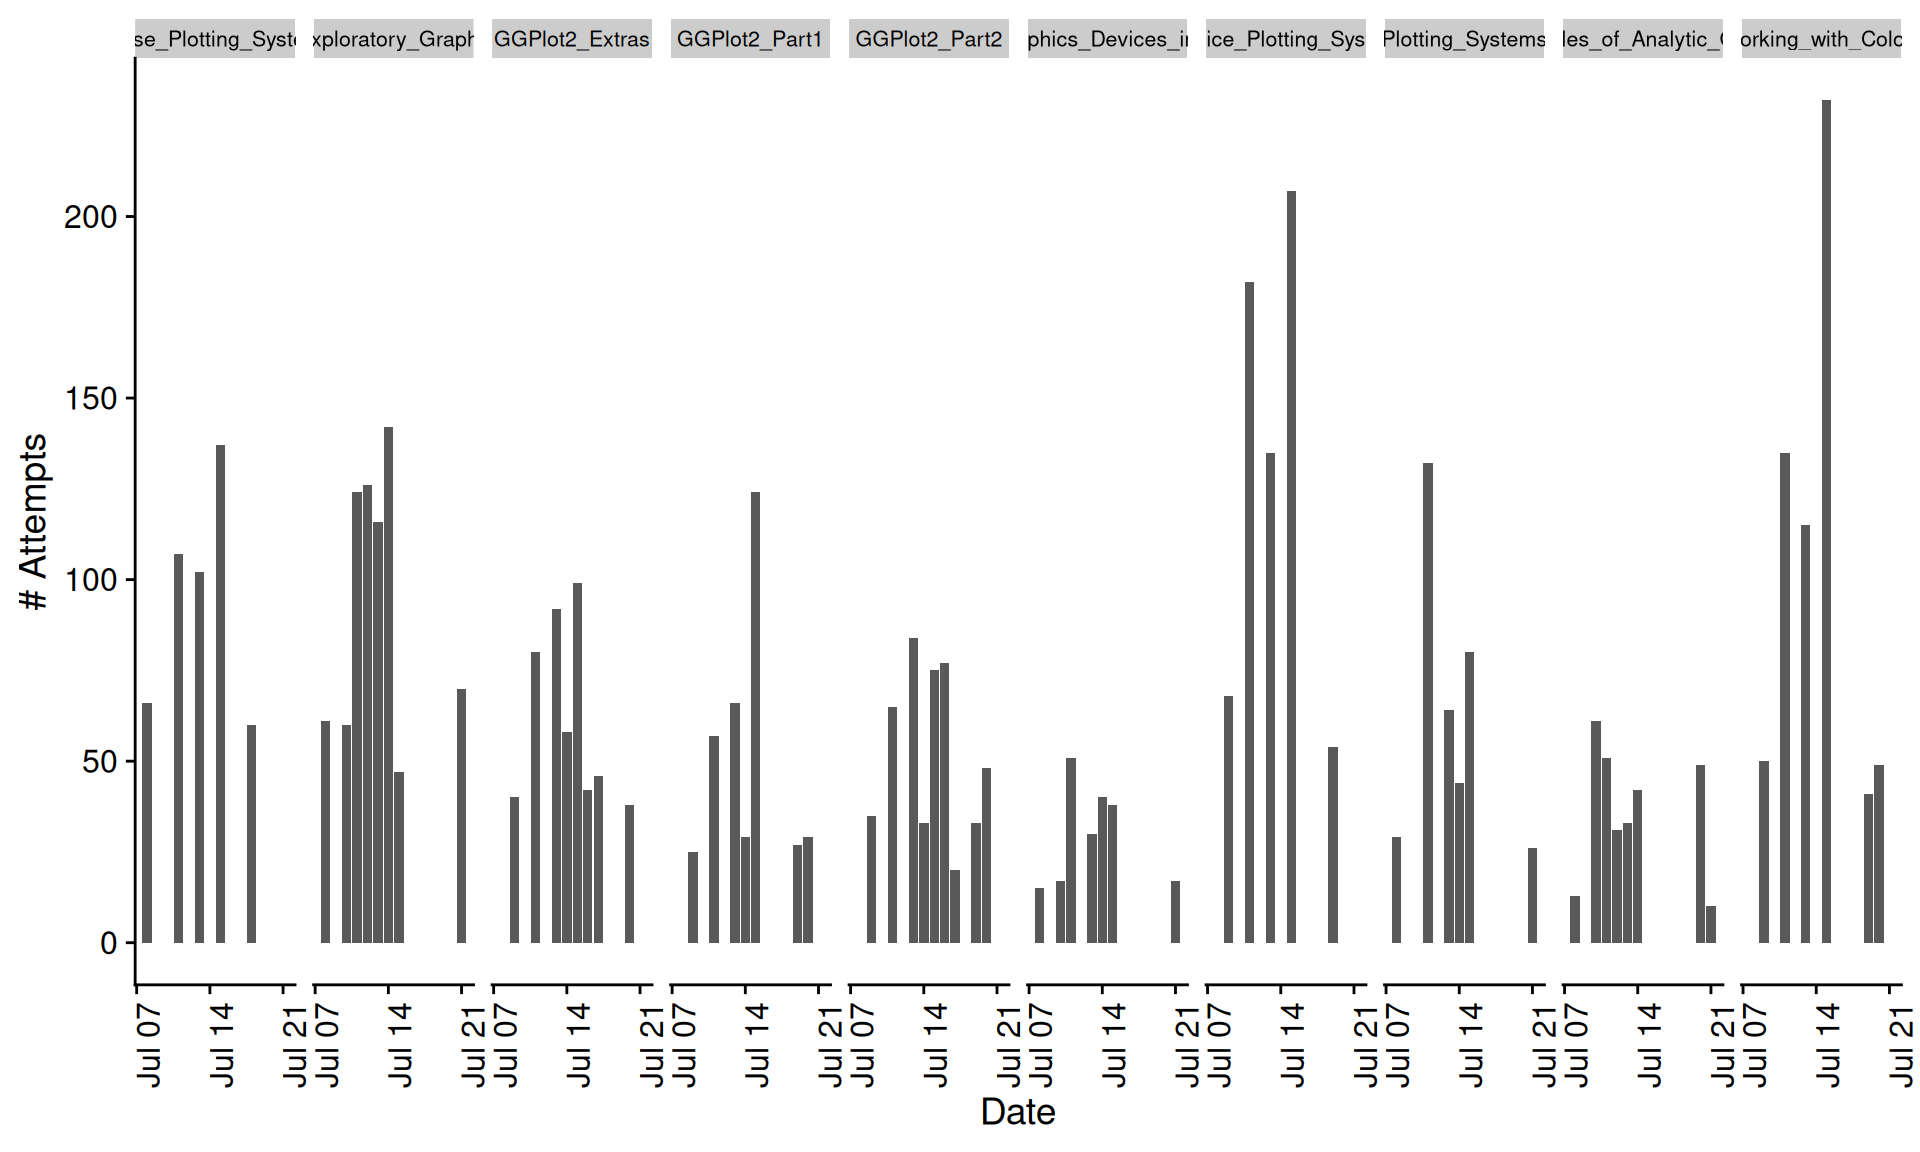 se_Plotting_Syste xploratory_Graph GGPlot2_Extras GGPlot2_Part1 GGPlot2_Part2 phics_Devices_i ice_Plotting_Sys Plotting_Systems les_of_Analytic_ orking_with_Colo
200
150
100
50
0
# Attempts
Jul 07 Jul 14 Jul 21 Jul 07 Jul 14 Jul 21 Jul 07 Jul 14 Jul 21 Jul 07 Jul 14 Jul 21 Jul 07 Jul 14 Jul 21 Jul 07 Jul 14 Jul 21 Jul 07 Jul 14 Jul 21 Jul 07 Jul 14 Jul 21 Jul 07 Jul 14 Jul 21 Jul 07 Jul 14 Jul 21
Date